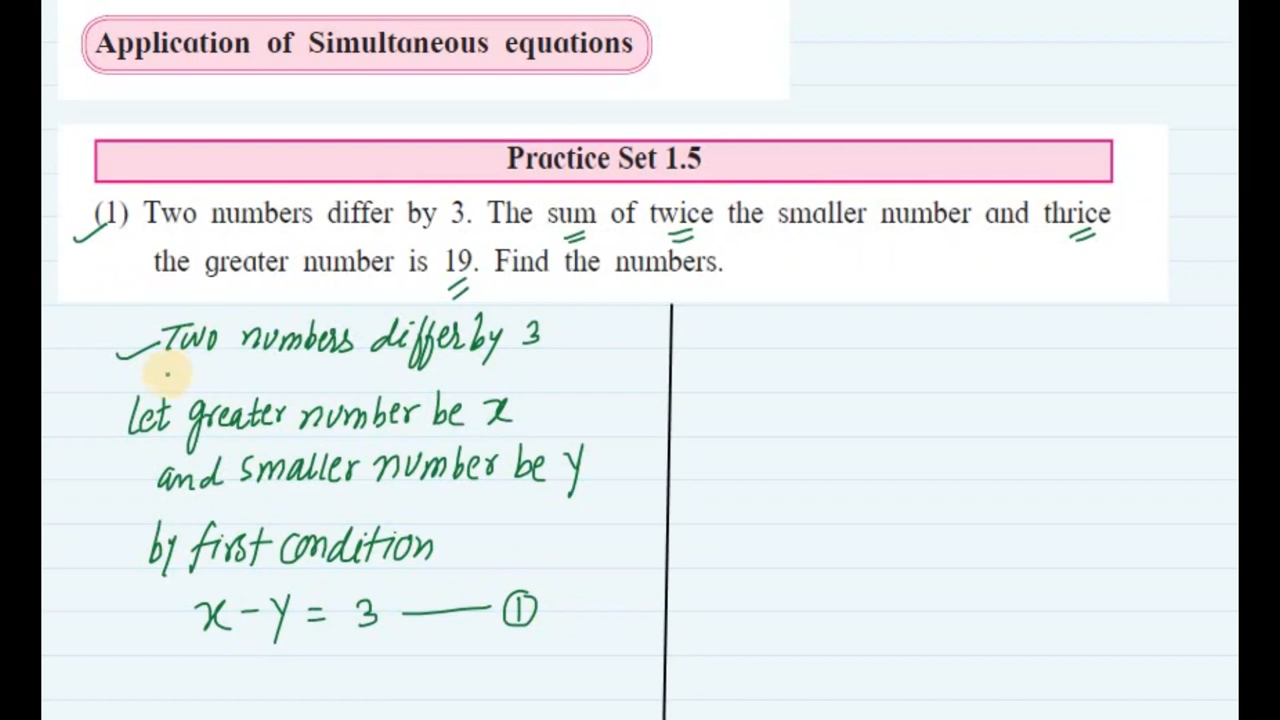 Application of Simultaneous equations
Practice Set 1.5
(1) Two numbers differ by 3. The sum of twice the smaller number and thrice
the greater number is 19. Find the numbers.
Two numbers differ by 3
Let greater number be x
and smaller number be y
by first condition
x - y = 3 —— ①